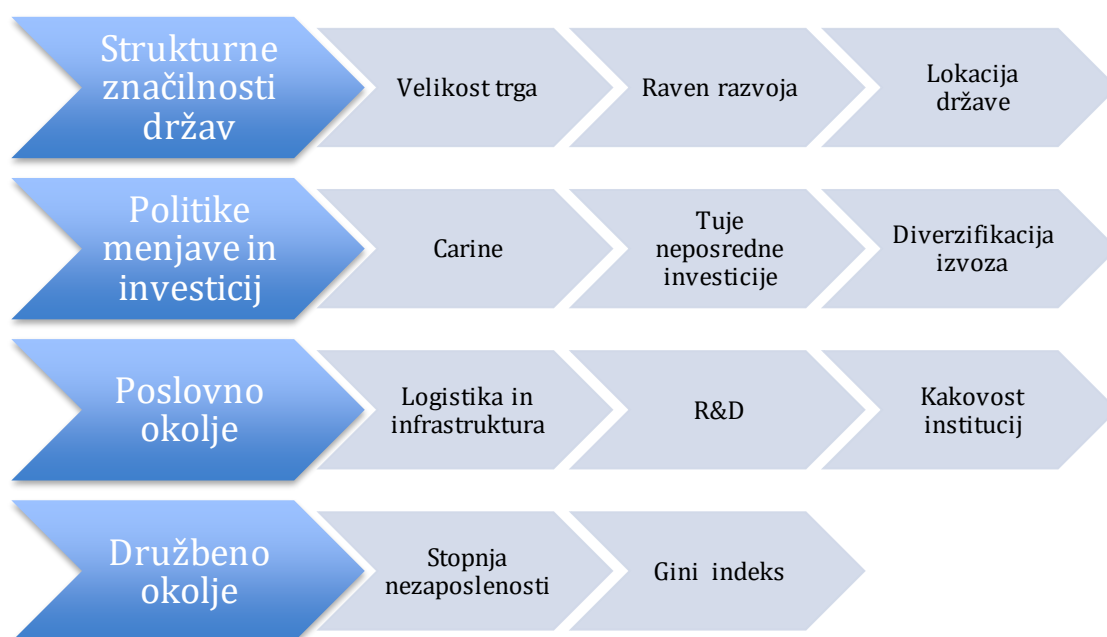 Strukturne
značilnosti
držav
Velikost trga
Raven razvoja
Lokacija
države
Politike
menjave in
investicij
Carine
Tuje
neposredne
investicije
Diverzifikacija
izvoza
Poslovno
okolje
Logistika in
infrastruktura
R&D
Kakovost
institucij
Družbeno
okolje
Stopnja
nezaposlenosti
Gini indeks